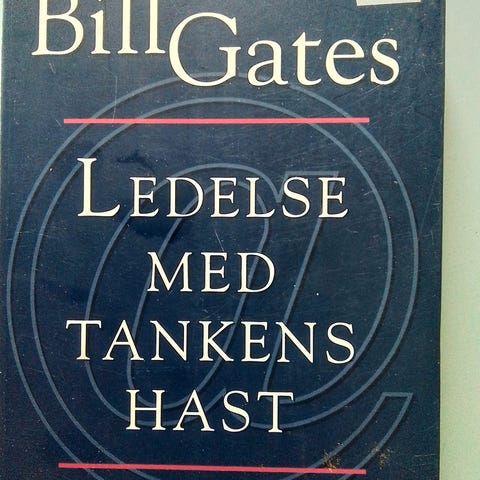 Bill Gates
LEDELSE
MED
TANKENS
HAST